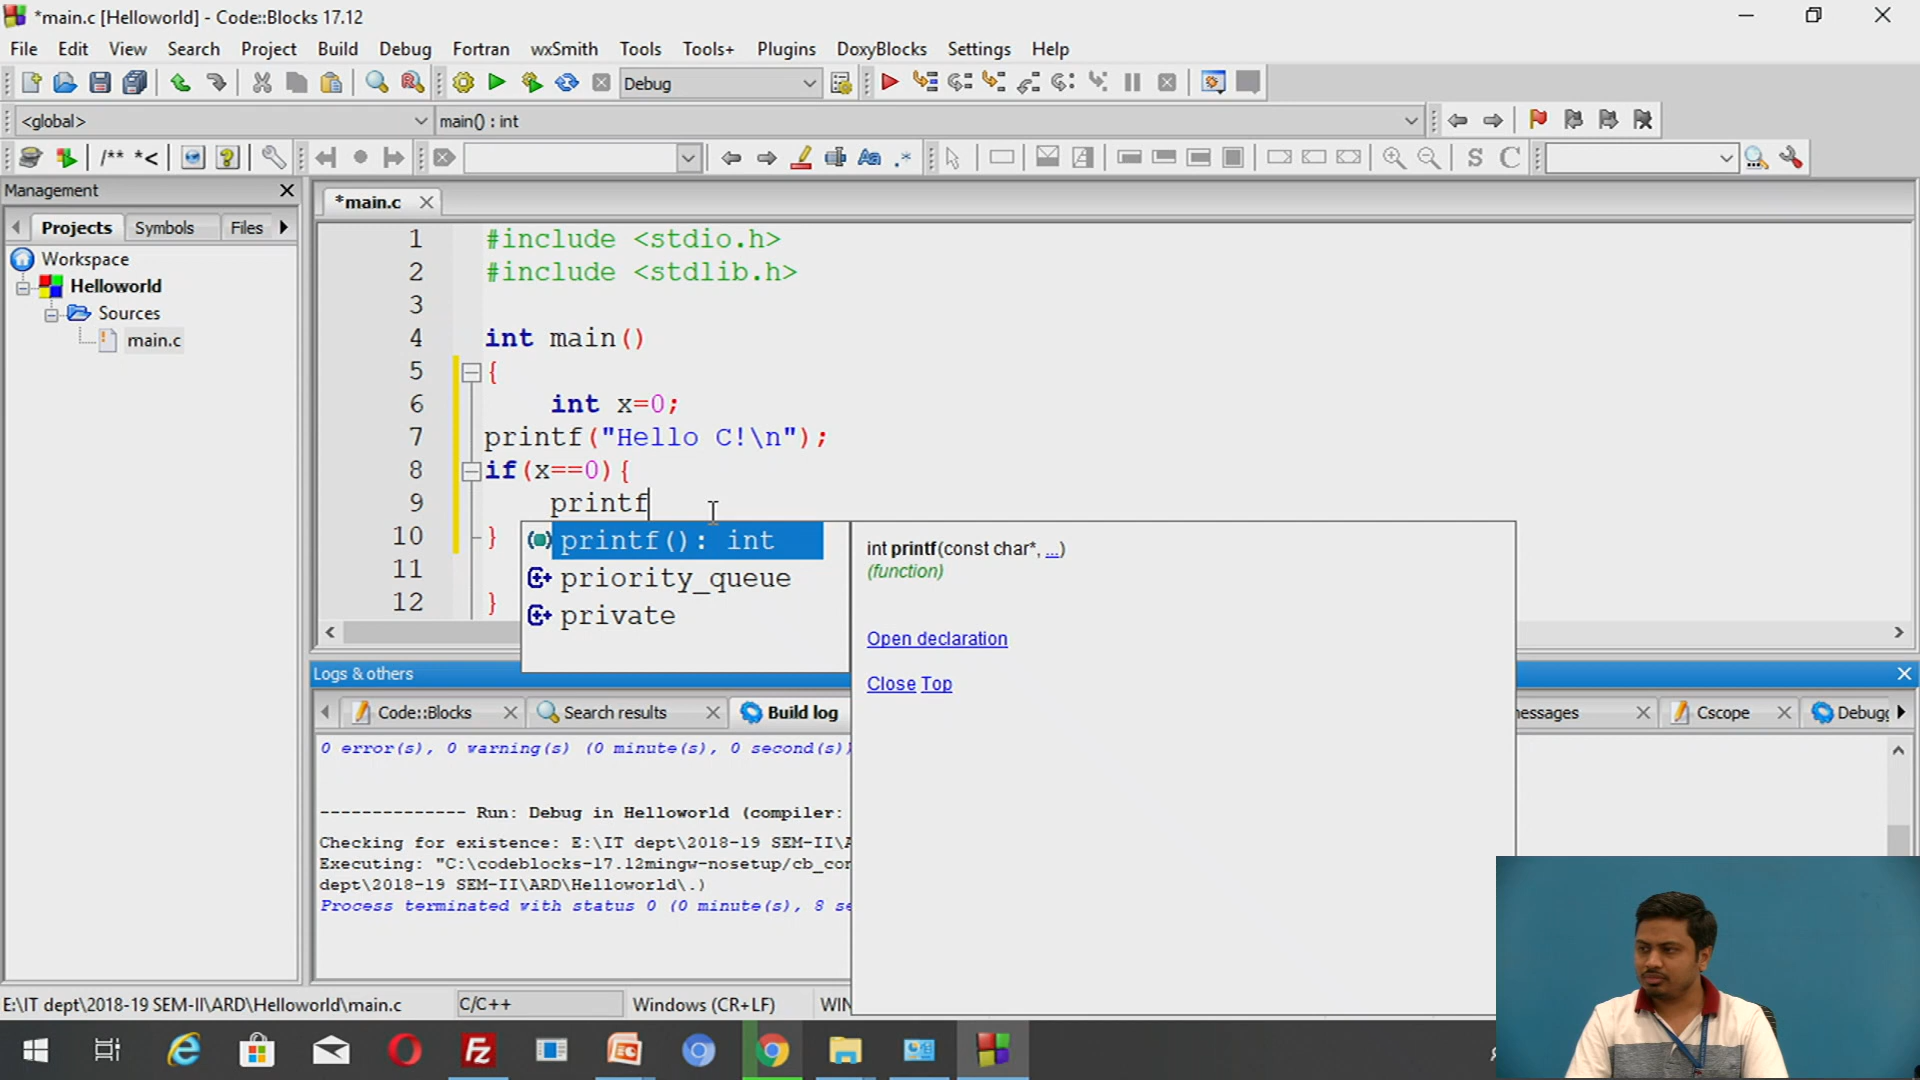 *main.c [Helloworld] - Code::Blocks 17.12
File Edit View Search Project Build Debug Fortran wxSmith Tools Tools+ Plugins DoxyBlocks Settings Help
Debug
<global> main() : int
/** *< Aa .* S C
Management
*main.c
Projects Symbols Files
Workspace
Helloworld
Sources
main.c
1 #include <stdio.h>
2 #include <stdlib.h>
3
4 int main()
5 {
6 int x=0;
7 printf("Hello C!\n");
8 if(x==0){
9 printf
10 }
11
12 }
printf(): int
priority_queue
private
int printf(const char*, ...)
(function)
Open declaration
Close Top
Logs & others
Code::Blocks Search results Build log essages Cscope Debugg
0 error(s), 0 warning(s) (0 minute(s), 0 second(s))
-------------- Run: Debug in Helloworld (compiler:
Checking for existence: E:\IT dept\2018-19 SEM-II\A
Executing: "C:\codeblocks-17.12mingw-nosetup/cb_con
dept\2018-19 SEM-II\ARD\Helloworld\.)
Process terminated with status 0 (0 minute(s), 8 se
E:\IT dept\2018-19 SEM-II\ARD\Helloworld\main.c C/C++ Windows (CR+LF) WIN